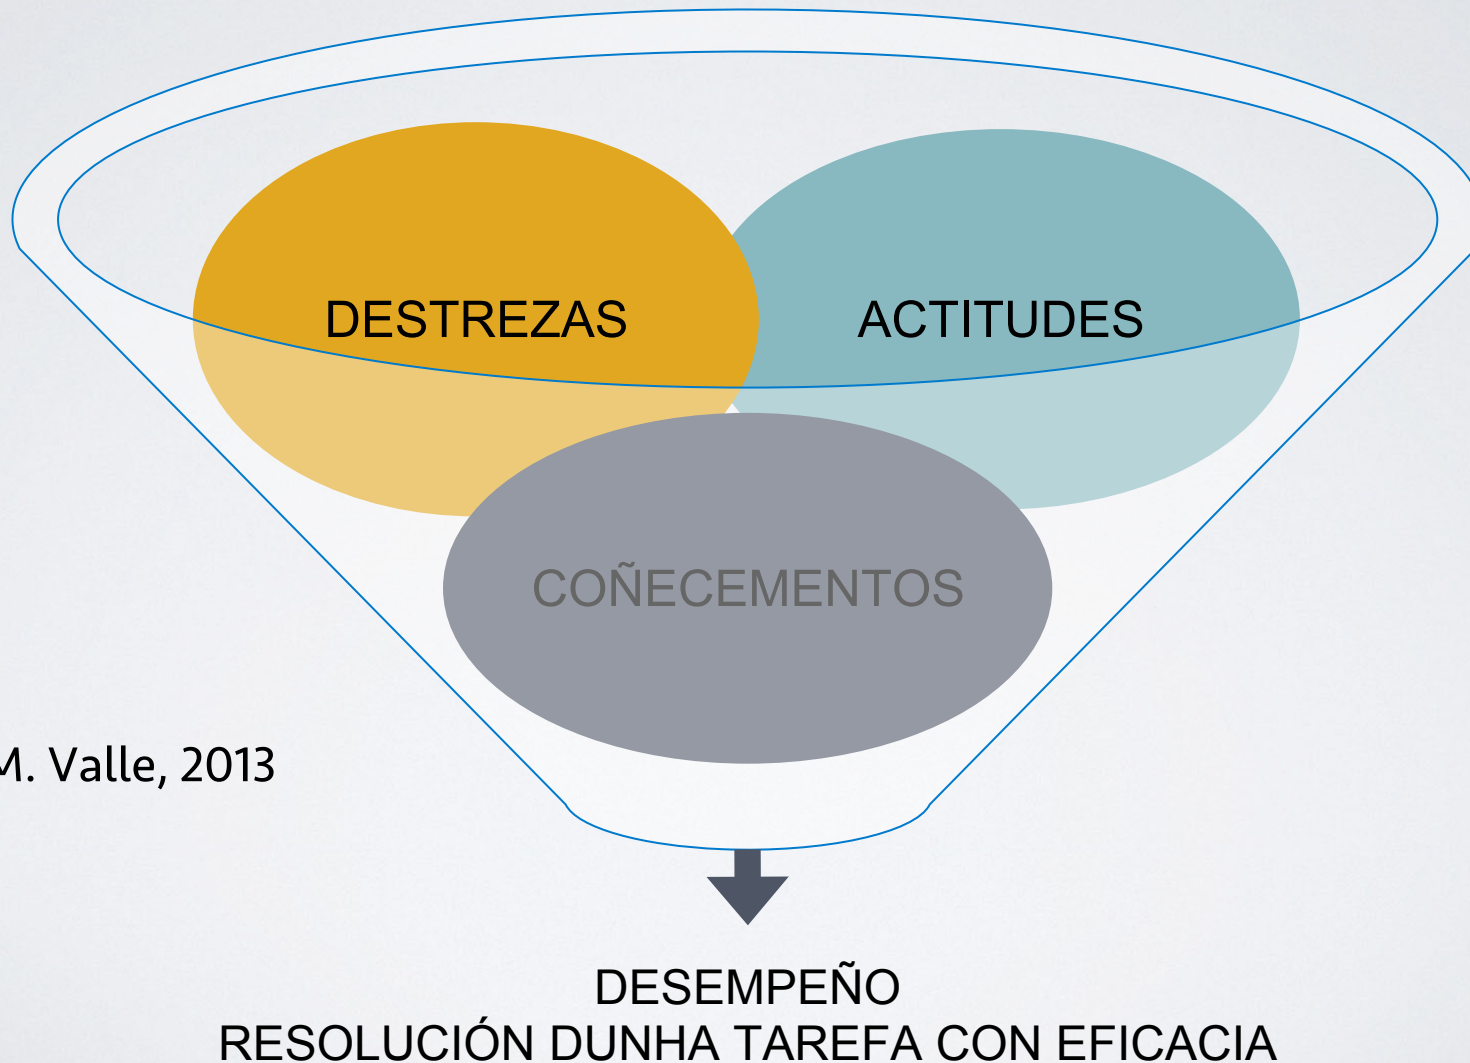 DESTREZAS
ACTITUDES
COÑECEMENTOS
M. Valle, 2013
DESEMPEÑO
RESOLUCIÓN DUNHA TAREFA CON EFICACIA